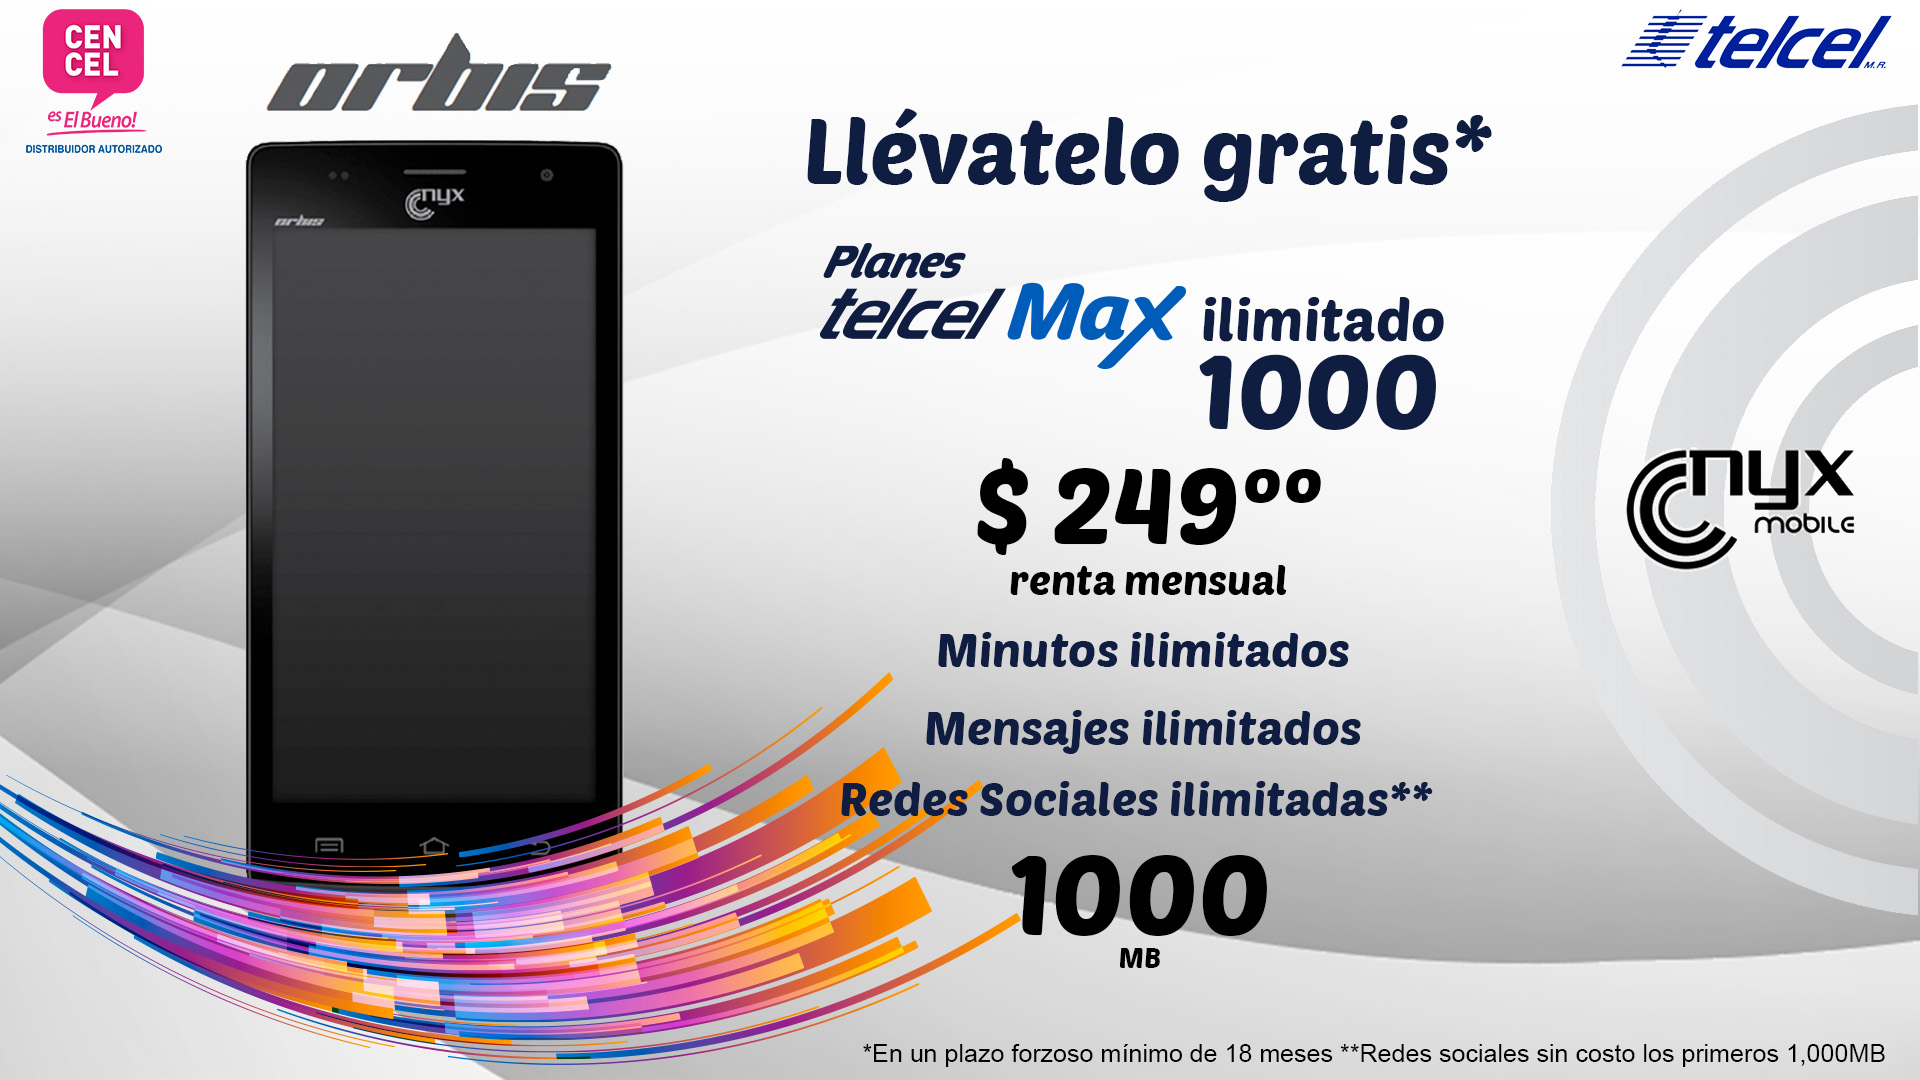 CEN
CEL
es El Bueno!
DISTRIBUIDOR AUTORIZADO
orbis
telcel M.R.
nyx
orbis
Llévatelo gratis*
Planes
telcel Max ilimitado
1000
$ 249°°
renta mensual
nyx
mobile
Minutos ilimitados
Mensajes ilimitados
Redes Sociales ilimitadas**
1000
MB
*En un plazo forzoso mínimo de 18 meses **Redes sociales sin costo los primeros 1,000MB